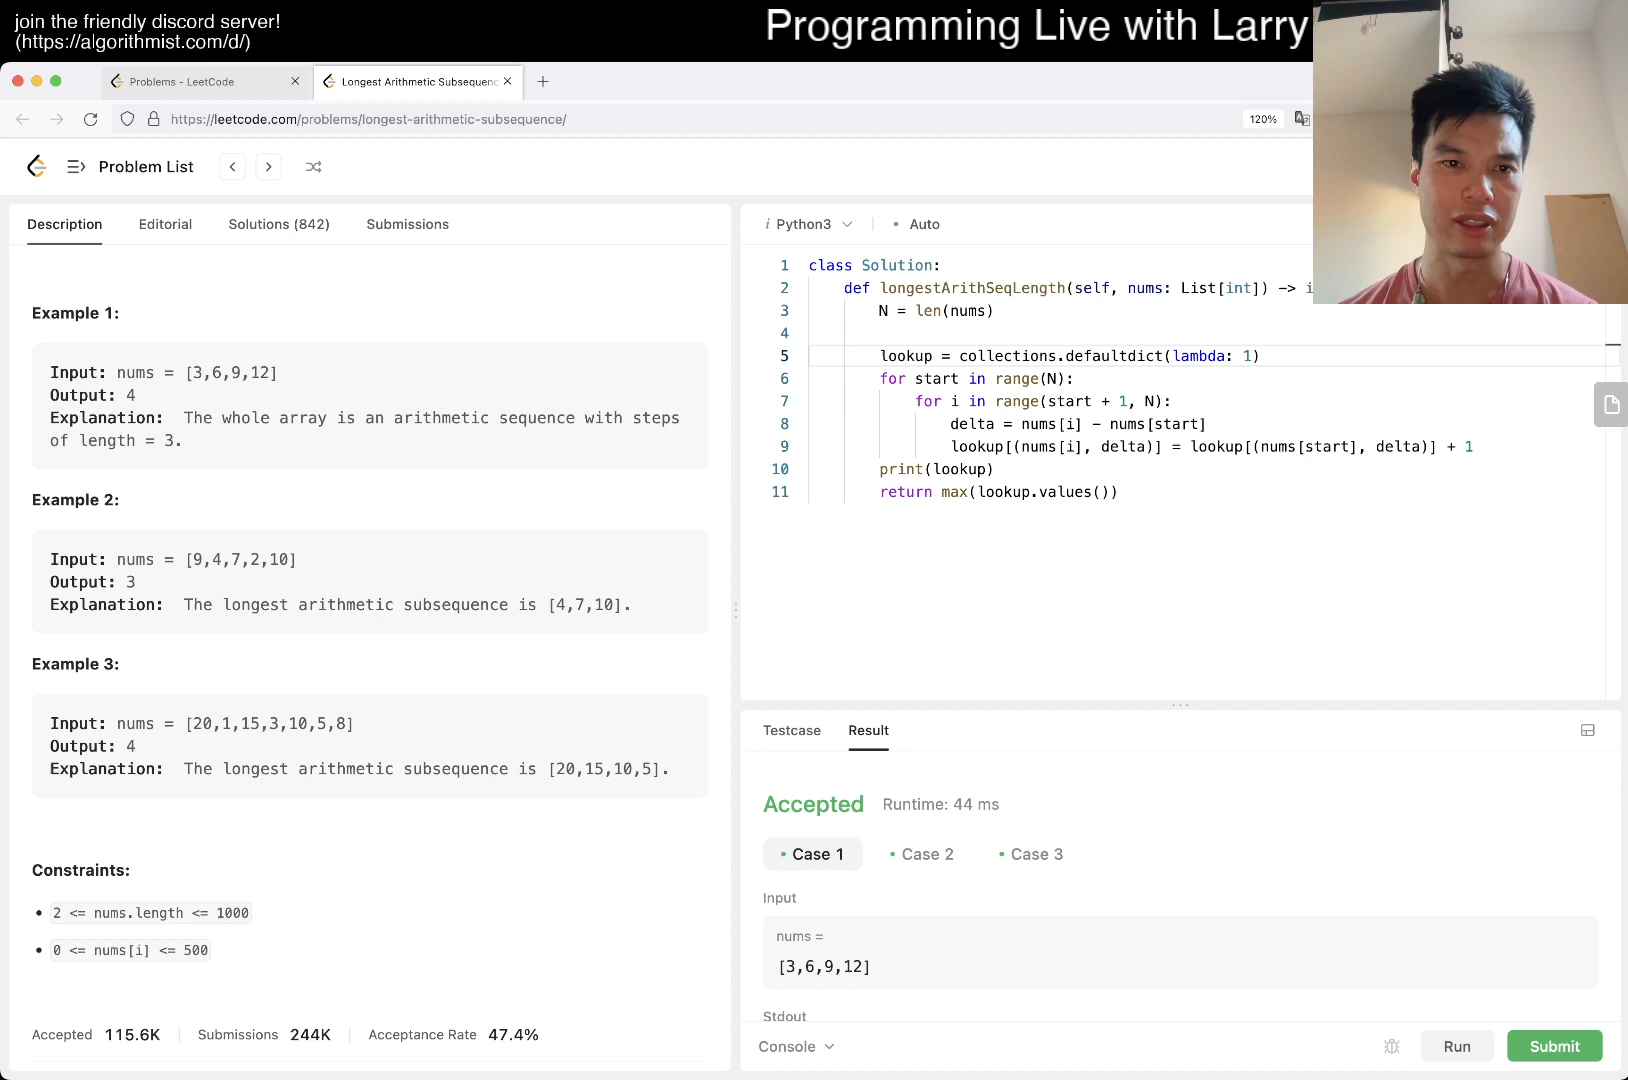 join the friendly discord server!
(https://algorithmist.com/d/)
Programming Live with Larry
Problems - LeetCode
Longest Arithmetic Subsequenc
https://leetcode.com/problems/longest-arithmetic-subsequence/
120%
Problem List
Description
Editorial
Solutions (842)
Submissions
Example 1:
Input: nums = [3,6,9,12]
Output: 4
Explanation: The whole array is an arithmetic sequence with steps
of length = 3.
Example 2:
Input: nums = [9,4,7,2,10]
Output: 3
Explanation: The longest arithmetic subsequence is [4,7,10].
Example 3:
Input: nums = [20,1,15,3,10,5,8]
Output: 4
Explanation: The longest arithmetic subsequence is [20,15,10,5].
Constraints:
• 2 <= nums.length <= 1000
• 0 <= nums[i] <= 500
Accepted 115.6K
Submissions 244K
Acceptance Rate 47.4%
i Python3
• Auto
1 class Solution:
2 def longestArithSeqLength(self, nums: List[int]) -> i
3 N = len(nums)
4
5 lookup = collections.defaultdict(lambda: 1)
6 for start in range(N):
7 for i in range(start + 1, N):
8 delta = nums[i] - nums[start]
9 lookup[(nums[i], delta)] = lookup[(nums[start], delta)] + 1
10 print(lookup)
11 return max(lookup.values())
Testcase
Result
Accepted Runtime: 44 ms
• Case 1
• Case 2
• Case 3
Input
nums =
[3,6,9,12]
Stdout
Console
Run
Submit